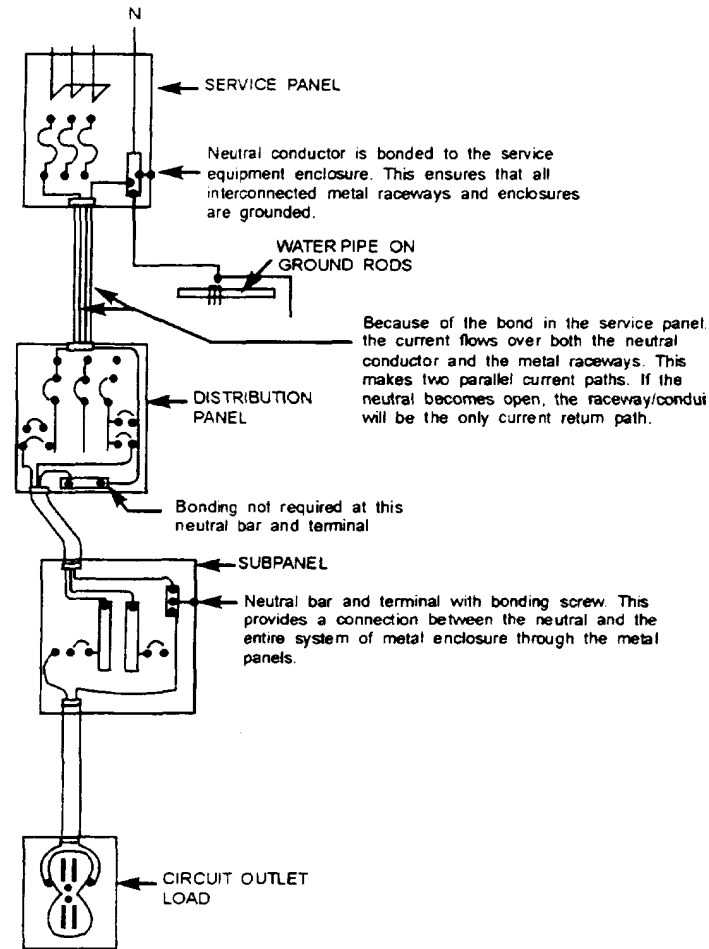 N
SERVICE PANEL
Neutral conductor is bonded to the service
equipment enclosure. This ensures that all
interconnected metal raceways and enclosures
are grounded.
WATER PIPE ON
GROUND RODS
Because of the bond in the service panel,
the current flows over both the neutral
conductor and the metal raceways. This
makes two parallel current paths. If the
neutral becomes open, the raceway/condui
will be the only current return path.
DISTRIBUTION
PANEL
Bonding not required at this
neutral bar and terminal
SUBPANEL
Neutral bar and terminal with bonding screw. This
provides a connection between the neutral and the
entire system of metal enclosure through the metal
panels.
CIRCUIT OUTLET
LOAD